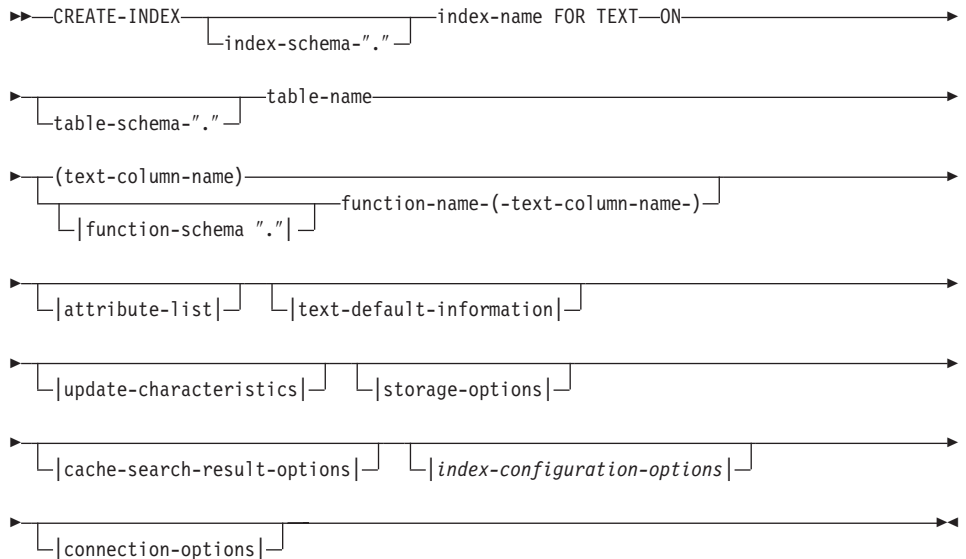 CREATE-INDEX index-name FOR TEXT ON
index-schema-"."
table-name
table-schema-"."
(text-column-name)
function-name-(-text-column-name-)
|function-schema "."|
|attribute-list| |text-default-information|
|update-characteristics| |storage-options|
|cache-search-result-options| |index-configuration-options|
|connection-options|